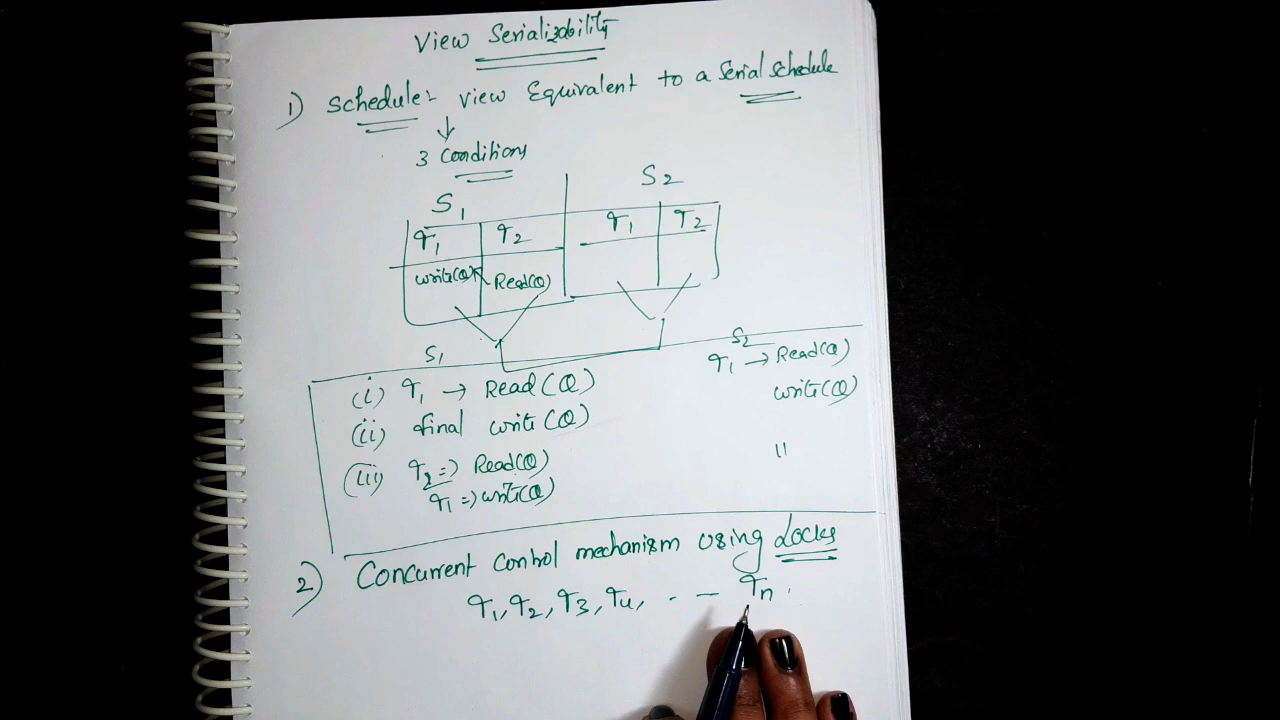 View Serializability
1) Schedule:- View Equivalent to a Serial Schedule
↓
3 Conditions
S1 S2
T1 T2 T1 T2
write(Q) Read(Q)
S1 S2
(i) T1 → Read(Q) T1 → Read(Q)
(ii) final write (Q) write(Q)
(iii) T2 => Read(Q) "
T1 => write(Q)
2) Concurrent Control mechanism using Locks
T1, T2, T3, T4, . . - Tn .